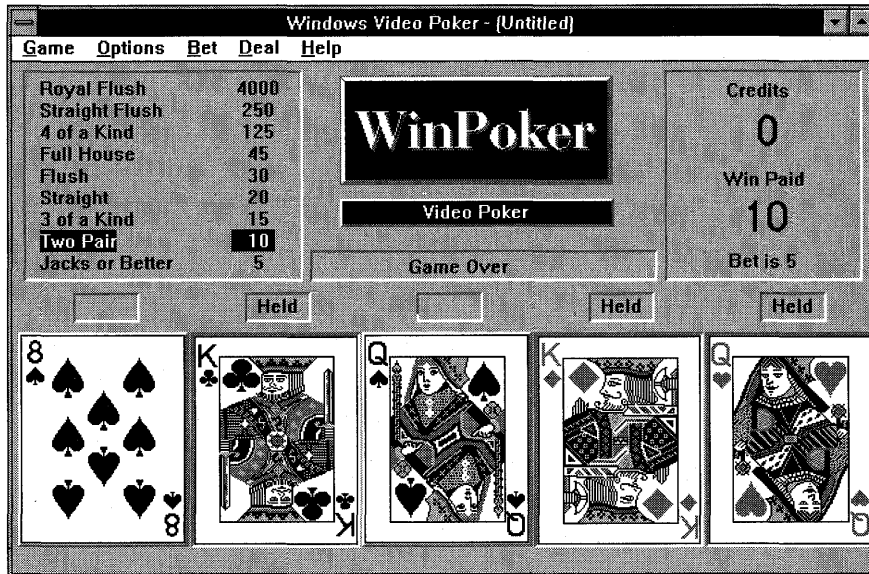 Windows Video Poker - (Untitled)
Game Options Bet Deal Help
Royal Flush 4000
Straight Flush 250
4 of a Kind 125
Full House 45
Flush 30
Straight 20
3 of a Kind 15
Two Pair 10
Jacks or Better 5
WinPoker
Video Poker
Game Over
Credits
0
Win Paid
10
Bet is 5
Held Held Held
8 K Q K Q
8 K Q K Q